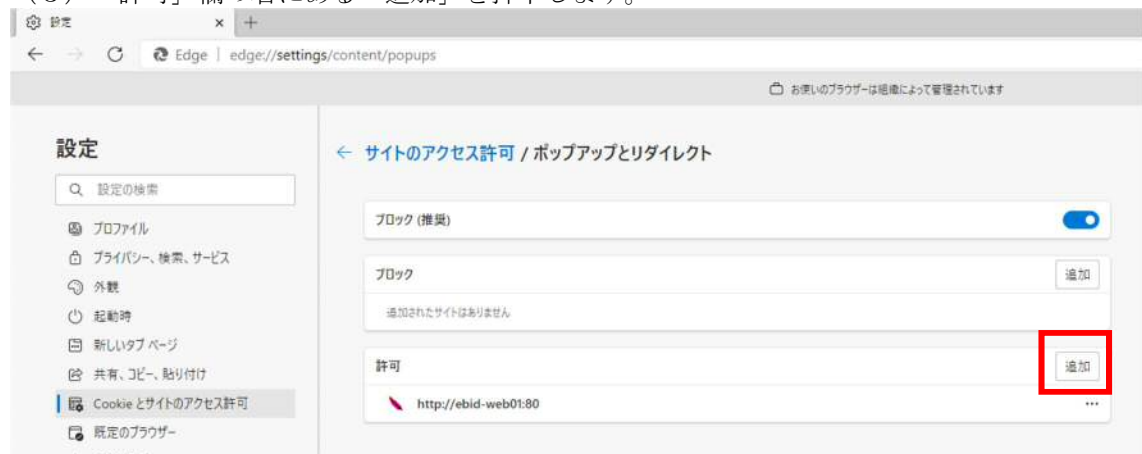 設定
Edge | edge://settings/content/popups
お使いのブラウザーは組織によって管理されています
設定
設定の検索
プロファイル
プライバシー、検索、サービス
外観
起動時
新しいタブ ページ
共有、コピー、貼り付け
Cookie とサイトのアクセス許可
既定のブラウザー
サイトのアクセス許可 / ポップアップとリダイレクト
ブロック (推奨)
ブロック
追加
追加されたサイトはありません
許可
追加
http://ebid-web01:80